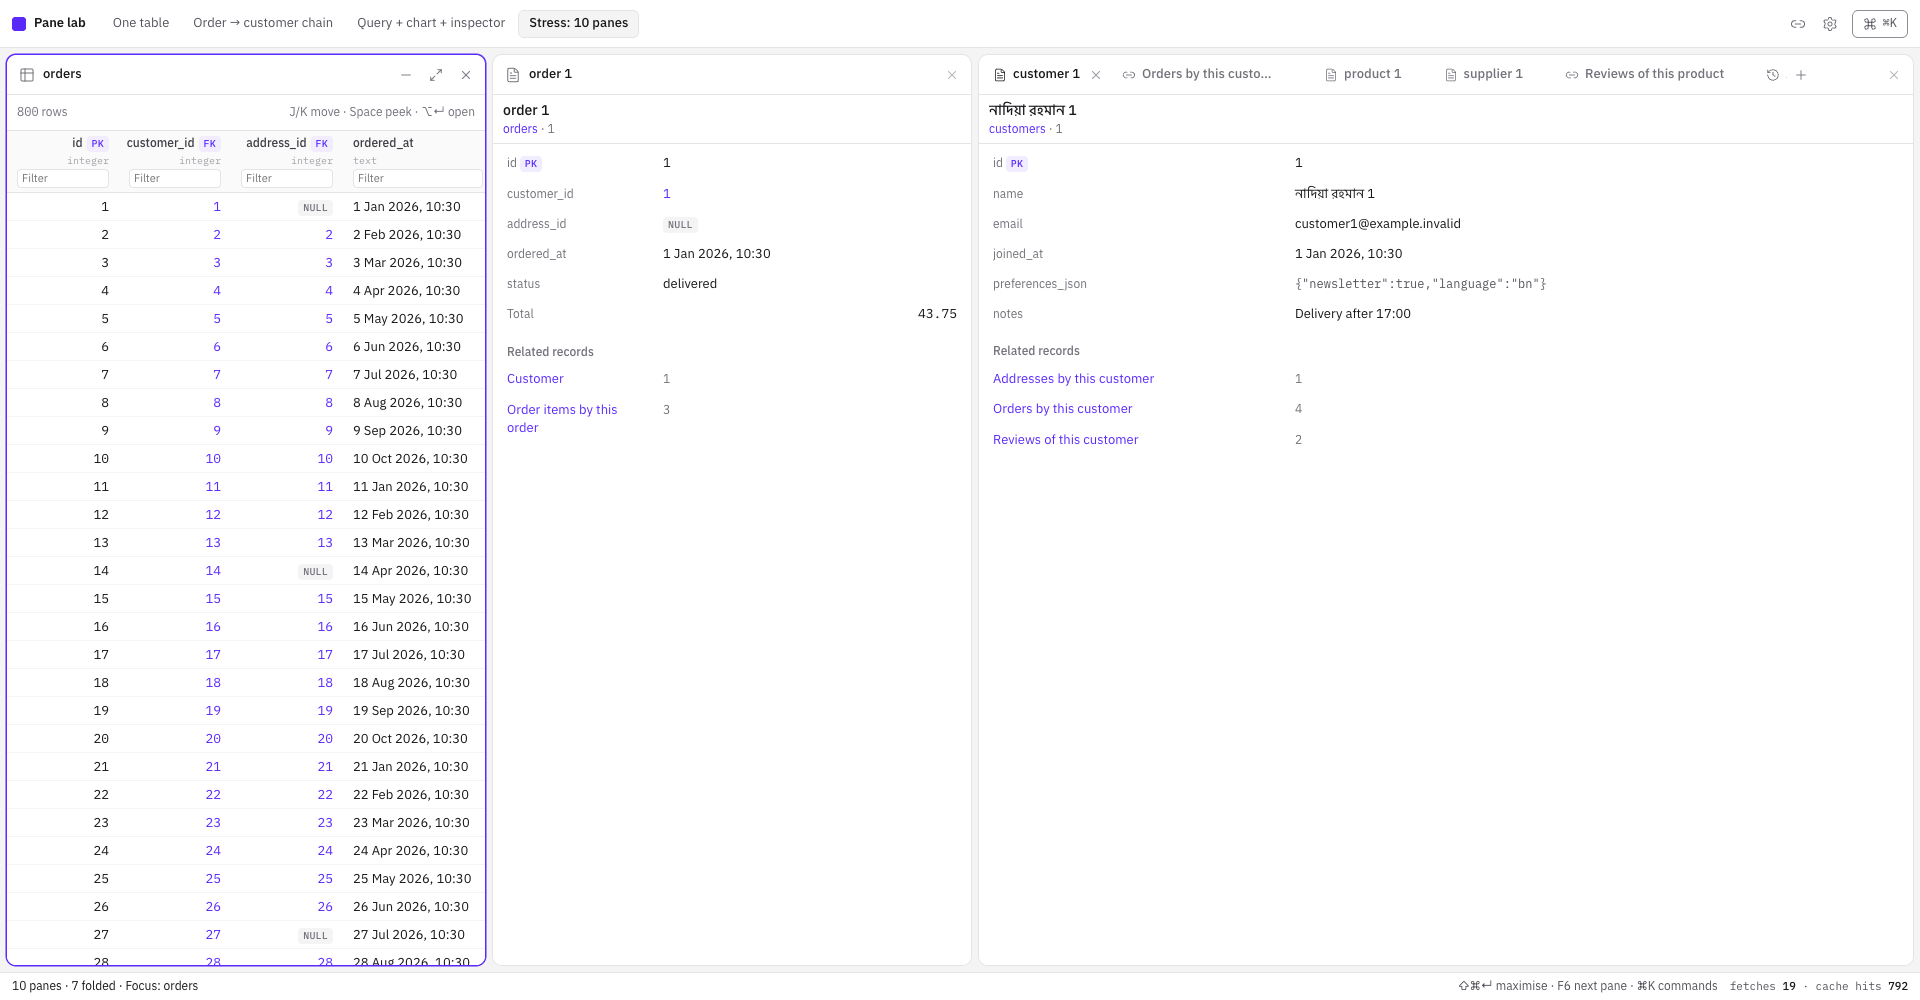 Pane lab One table Order → customer chain Query + chart + inspector Stress: 10 panes ⌘ ⌘K
orders
800 rows J/K move · Space peek · ⌥↵ open
id PK customer_id FK address_id FK ordered_at
integer integer integer text
Filter Filter Filter Filter
1 1 NULL 1 Jan 2026, 10:30
2 2 2 2 Feb 2026, 10:30
3 3 3 3 Mar 2026, 10:30
4 4 4 4 Apr 2026, 10:30
5 5 5 5 May 2026, 10:30
6 6 6 6 Jun 2026, 10:30
7 7 7 7 Jul 2026, 10:30
8 8 8 8 Aug 2026, 10:30
9 9 9 9 Sep 2026, 10:30
10 10 10 10 Oct 2026, 10:30
11 11 11 11 Jan 2026, 10:30
12 12 12 12 Feb 2026, 10:30
13 13 13 13 Mar 2026, 10:30
14 14 NULL 14 Apr 2026, 10:30
15 15 15 15 May 2026, 10:30
16 16 16 16 Jun 2026, 10:30
17 17 17 17 Jul 2026, 10:30
18 18 18 18 Aug 2026, 10:30
19 19 19 19 Sep 2026, 10:30
20 20 20 20 Oct 2026, 10:30
21 21 21 21 Jan 2026, 10:30
22 22 22 22 Feb 2026, 10:30
23 23 23 23 Mar 2026, 10:30
24 24 24 24 Apr 2026, 10:30
25 25 25 25 May 2026, 10:30
26 26 26 26 Jun 2026, 10:30
27 27 NULL 27 Jul 2026, 10:30
28 28 28 28 Aug 2026, 10:30
order 1
order 1
orders · 1
id PK 1
customer_id 1
address_id NULL
ordered_at 1 Jan 2026, 10:30
status delivered
Total 43.75
Related records
Customer 1
Order items by this 3
order
customer 1 Orders by this custo... product 1 supplier 1 Reviews of this product
নাদিয়া রহমান 1
customers · 1
id PK 1
name নাদিয়া রহমান 1
email customer1@example.invalid
joined_at 1 Jan 2026, 10:30
preferences_json {"newsletter":true,"language":"bn"}
notes Delivery after 17:00
Related records
Addresses by this customer 1
Orders by this customer 4
Reviews of this customer 2
10 panes · 7 folded · Focus: orders ⇧⌘↵ maximise · F6 next pane · ⌘K commands fetches 19 · cache hits 792